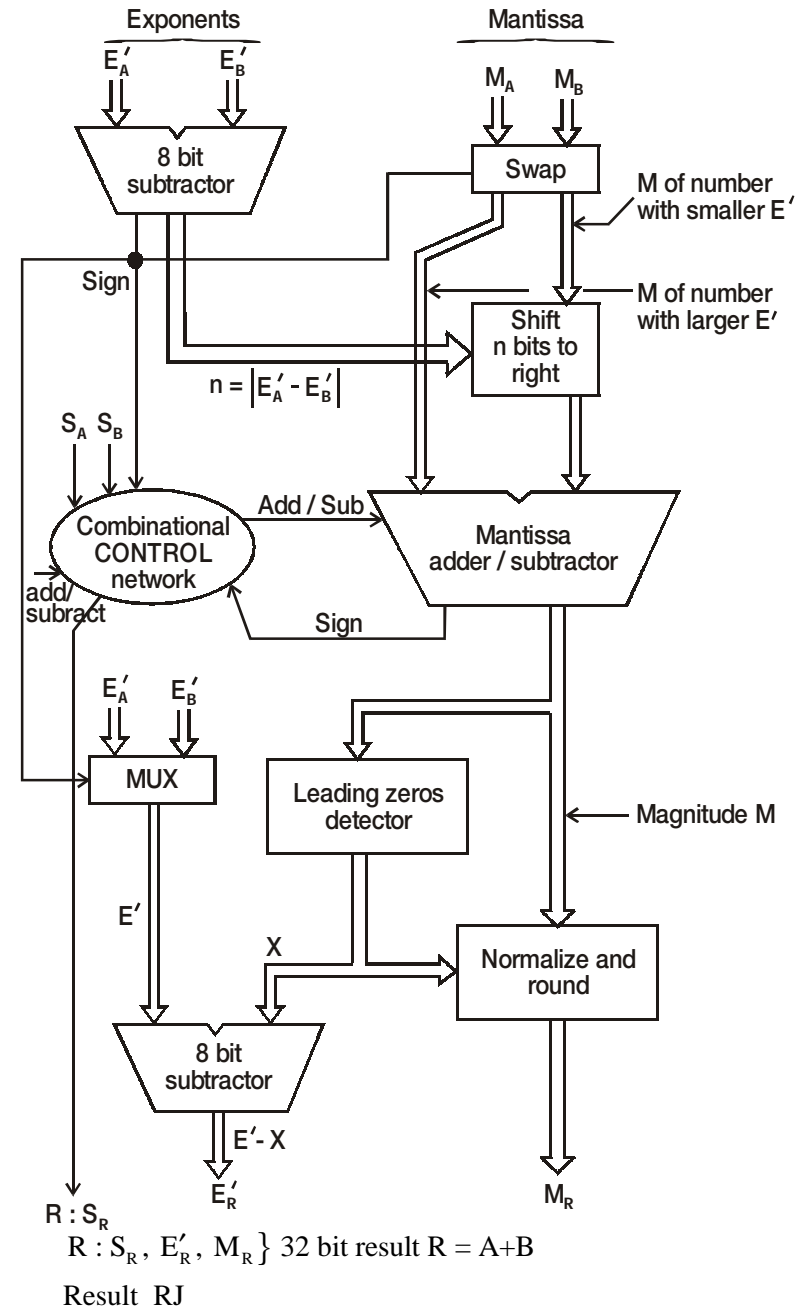 Exponents
Mantissa
E′A
E′B
MA
MB
8 bit
subtractor
Swap
M of number
with smaller E′
Sign
M of number
with larger E′
Shift
n bits to
right
n = |E′A - E′B|
SA SB
Add / Sub
Combinational
CONTROL
network
Mantissa
adder / subtractor
add/
subract
Sign
E′A
E′B
MUX
Leading zeros
detector
Magnitude M
E′
X
Normalize and
round
8 bit
subtractor
E′- X
E′R
MR
R : SR
R : SR, E′R, MR} 32 bit result R = A+B
Result RJ